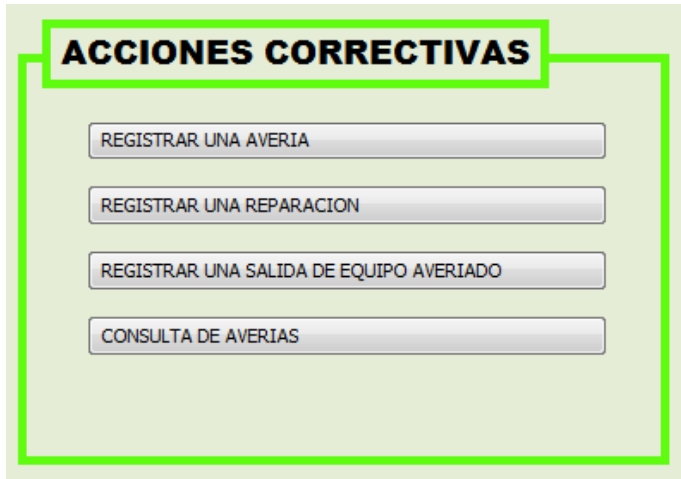 ACCIONES CORRECTIVAS
REGISTRAR UNA AVERIA
REGISTRAR UNA REPARACION
REGISTRAR UNA SALIDA DE EQUIPO AVERIADO
CONSULTA DE AVERIAS